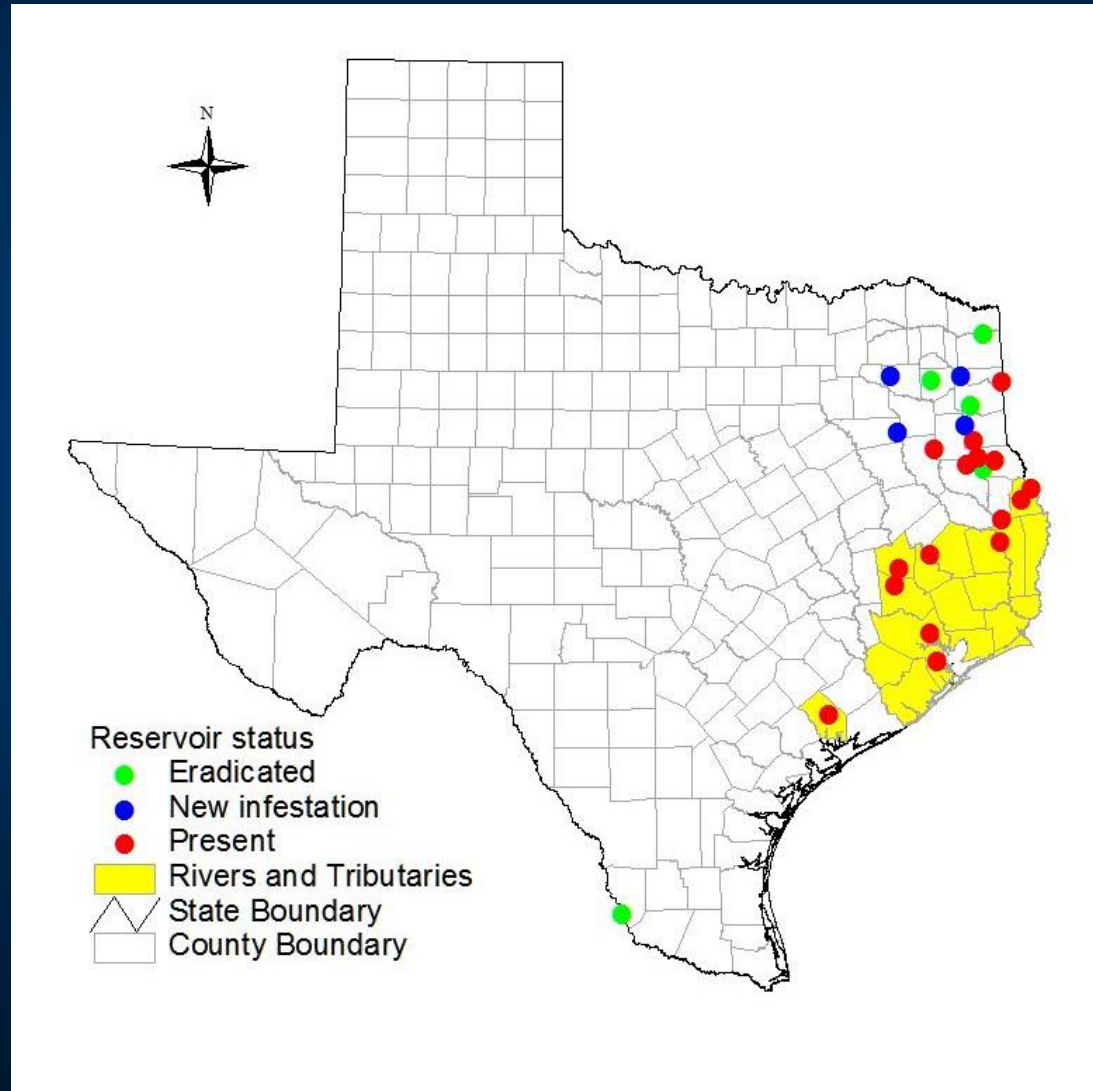 N
Reservoir status
Eradicated
New infestation
Present
Rivers and Tributaries
State Boundary
County Boundary